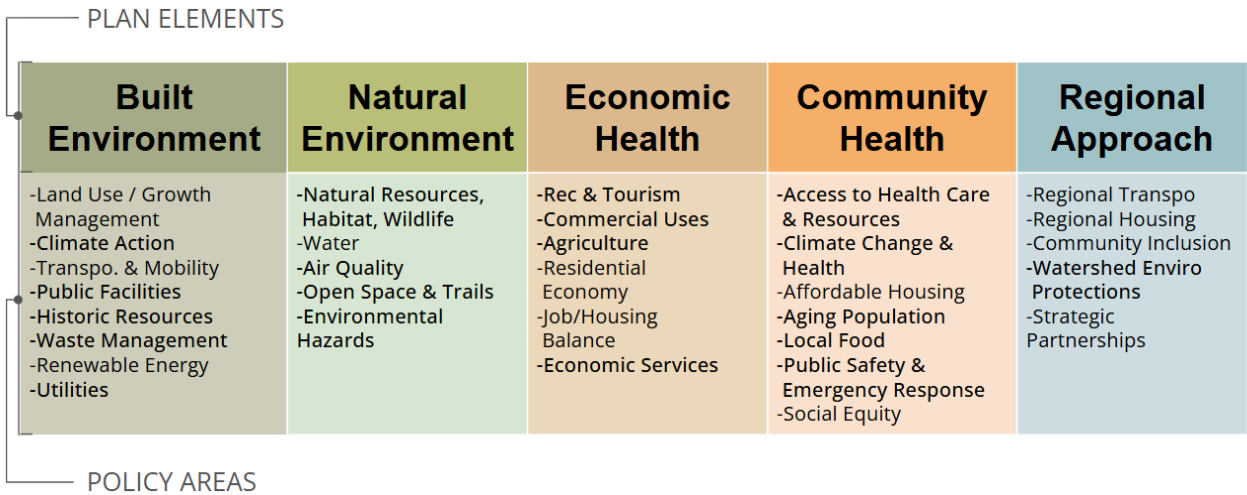 PLAN ELEMENTS
Built
Environment
Natural
Environment
Economic
Health
Community
Health
Regional
Approach
-Land Use / Growth
Management
-Climate Action
-Transpo. & Mobility
-Public Facilities
-Historic Resources
-Waste Management
-Renewable Energy
-Utilities
-Natural Resources,
Habitat, Wildlife
-Water
-Air Quality
-Open Space & Trails
-Environmental
Hazards
-Rec & Tourism
-Commercial Uses
-Agriculture
-Residential
Economy
-Job/Housing
Balance
-Economic Services
-Access to Health Care
& Resources
-Climate Change &
Health
-Affordable Housing
-Aging Population
-Local Food
-Public Safety &
Emergency Response
-Social Equity
-Regional Transpo
-Regional Housing
-Community Inclusion
-Watershed Enviro
Protections
-Strategic
Partnerships
POLICY AREAS